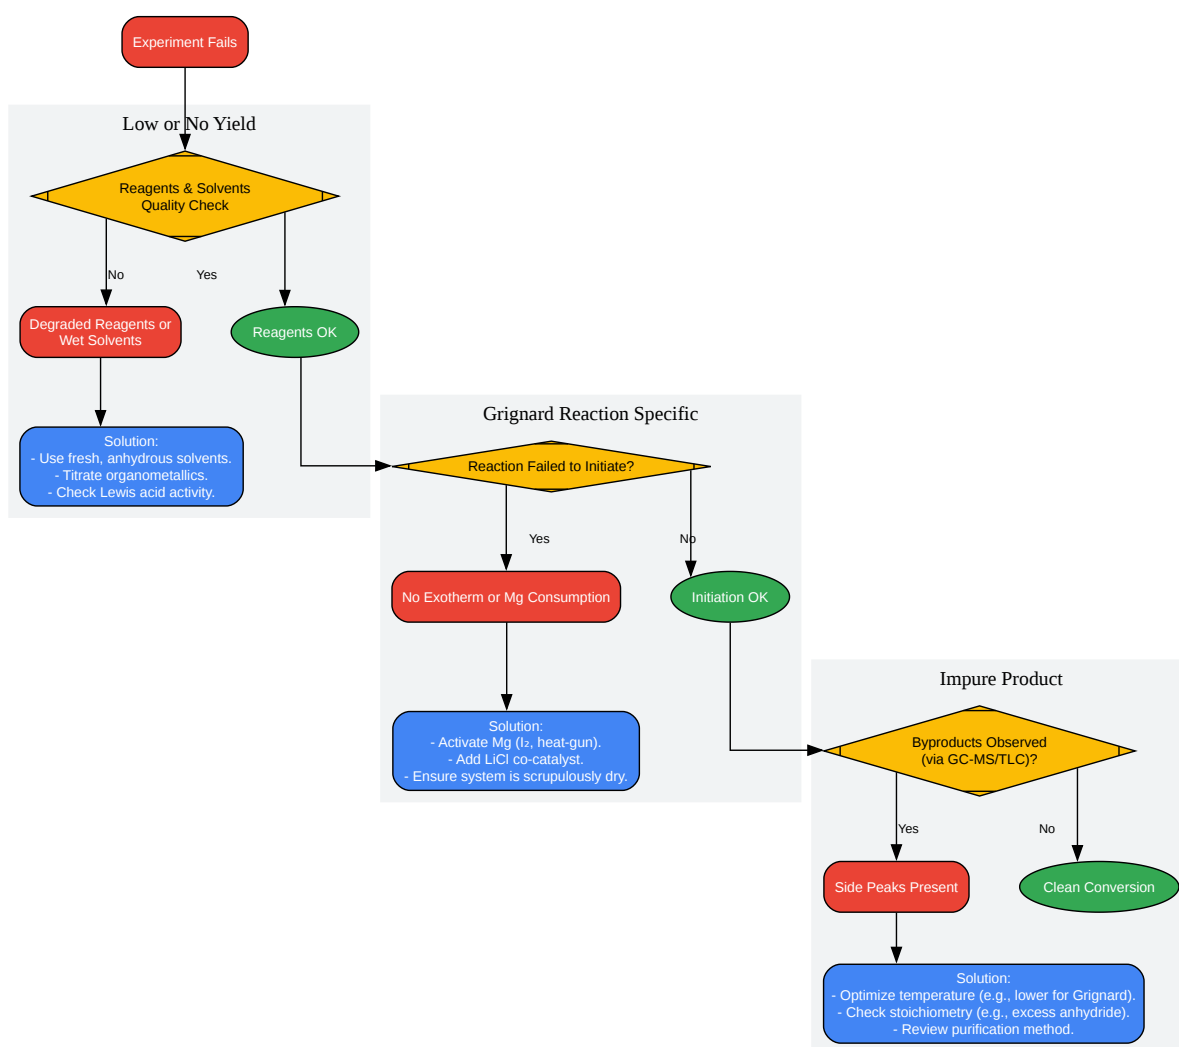 Experiment Fails
Low or No Yield
Reagents & Solvents
Quality Check
No
Yes
Degraded Reagents or
Wet Solvents
Reagents OK
Solution:
- Use fresh, anhydrous solvents.
- Titrate organometallics.
- Check Lewis acid activity.
Grignard Reaction Specific
Reaction Failed to Initiate?
Yes
No
No Exotherm or Mg Consumption
Initiation OK
Solution:
- Activate Mg (I₂, heat-gun).
- Add LiCl co-catalyst.
- Ensure system is scrupulously dry.
Impure Product
Byproducts Observed
(via GC-MS/TLC)?
Yes
No
Side Peaks Present
Clean Conversion
Solution:
- Optimize temperature (e.g., lower for Grignard).
- Check stoichiometry (e.g., excess anhydride).
- Review purification method.